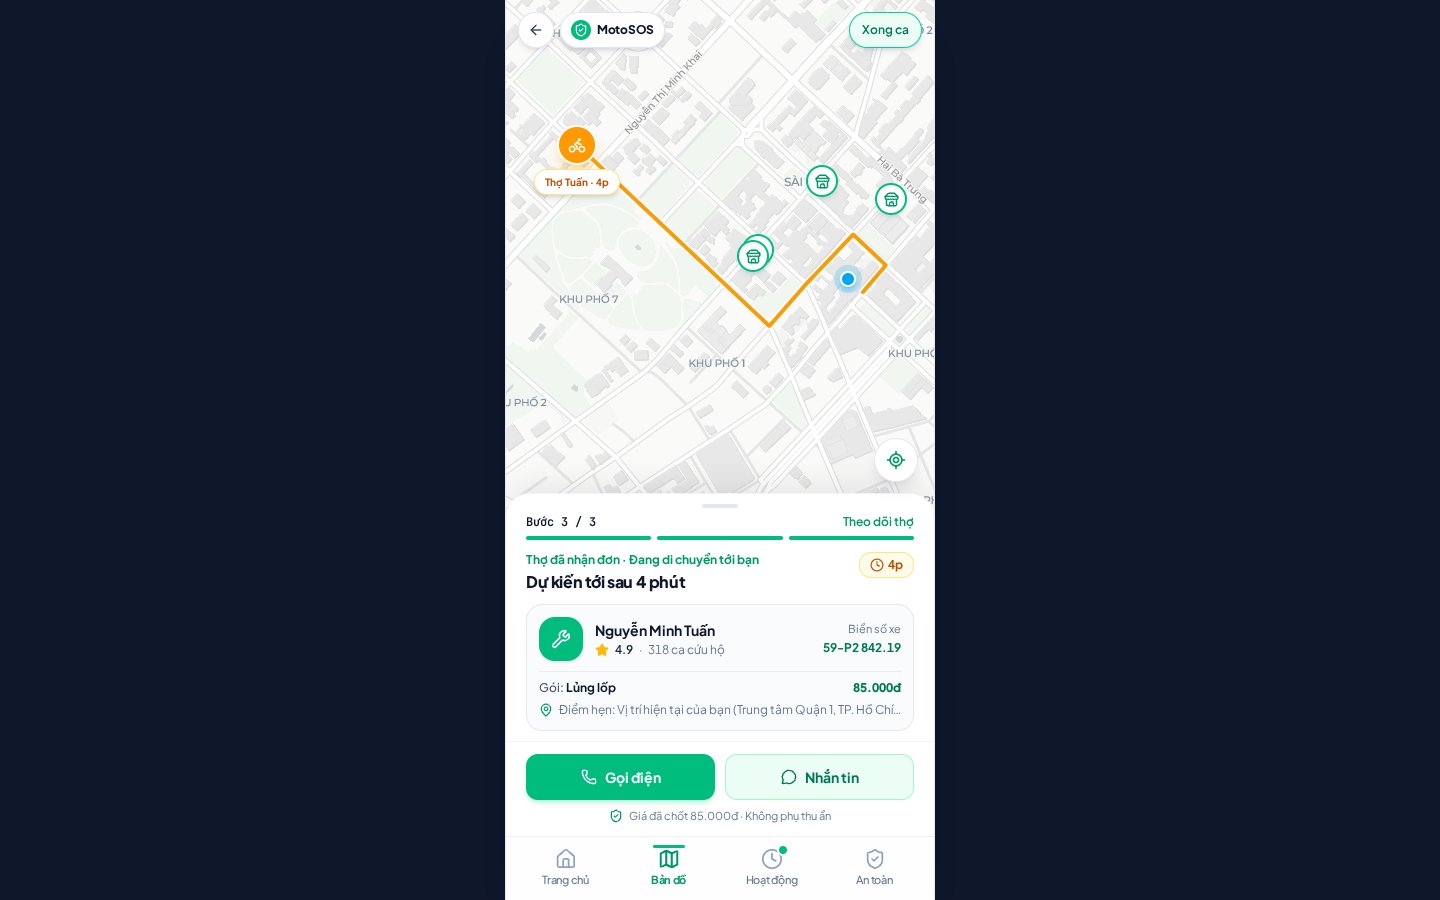 MotoSOS
Xong ca
2
Nguyễn Thị Minh Khai
Hai Bà Trưng
Thợ Tuấn · 4p
SÀI
KHU PHỐ 7
KHU PHỐ 1
KHU PHỐ
U PHỐ 2
Bước 3 / 3
Theo dõi thợ
Thợ đã nhận đơn · Đang di chuyển tới bạn
4p
Dự kiến tới sau 4 phút
Nguyễn Minh Tuấn
Biển số xe
4.9 · 318 ca cứu hộ
59-P2 842.19
Gói: Lủng lốp
85.000đ
Điểm hẹn: Vị trí hiện tại của bạn (Trung tâm Quận 1, TP. Hồ Chí...
Gọi điện
Nhắn tin
Giá đã chốt 85.000đ · Không phụ thu ẩn
Trang chủ
Bản đồ
Hoạt động
An toàn